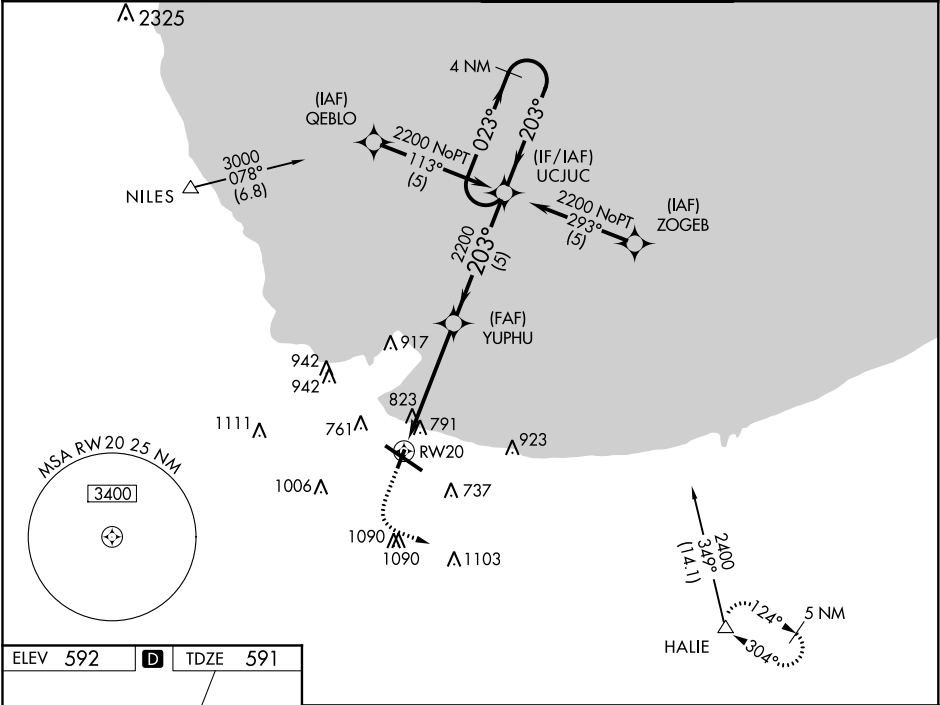 2325
4 NM
(IAF)
QEBLO
2200 NoPT
113°
(5)
023°
203°
(IF/IAF)
UCJUC
3000
078°
(6.8)
NILES
2200 NoPT
293°
(5)
(IAF)
ZOGEB
2200
203°
(5)
(FAF)
YUPHU
917
942
942
823
791
761
1111
923
RW20
MSA RW20 25 NM
3400
1006
737
1090
1090
1103
2400
349°
(14.1)
124°
5 NM
HALIE
304°
ELEV 592 D TDZE 591